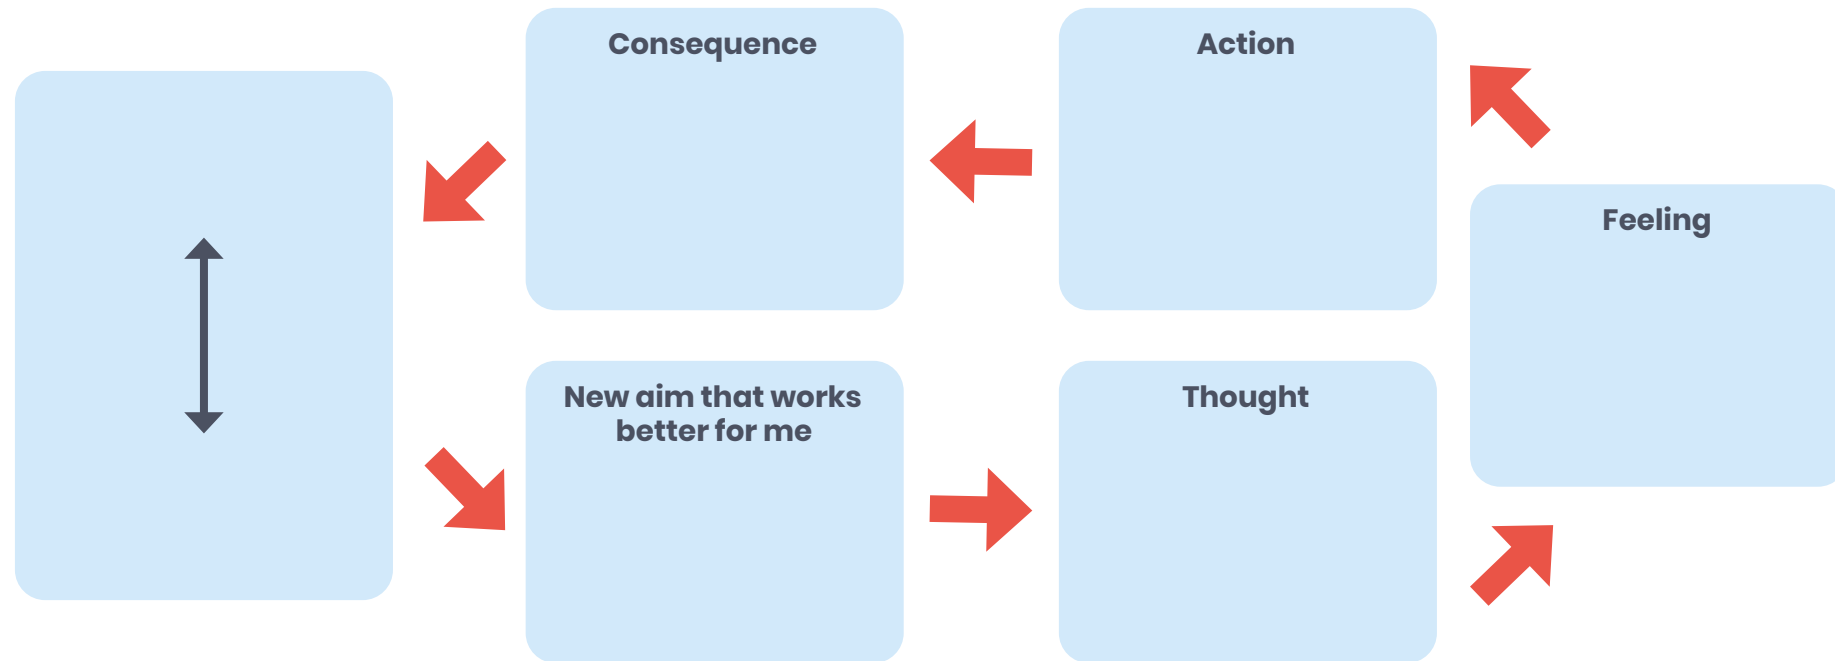 Consequence
Action
Feeling
New aim that works
better for me
Thought